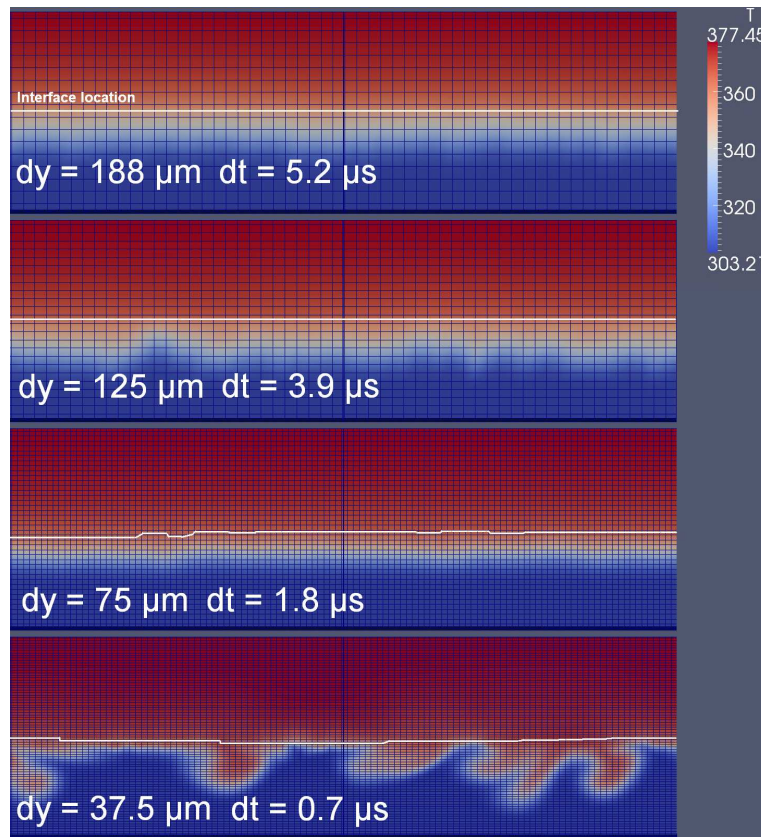 T
377.45
Interface location
360
340
dy = 188 µm dt = 5.2 µs
320
303.2
dy = 125 µm dt = 3.9 µs
dy = 75 µm dt = 1.8 µs
dy = 37.5 µm dt = 0.7 µs